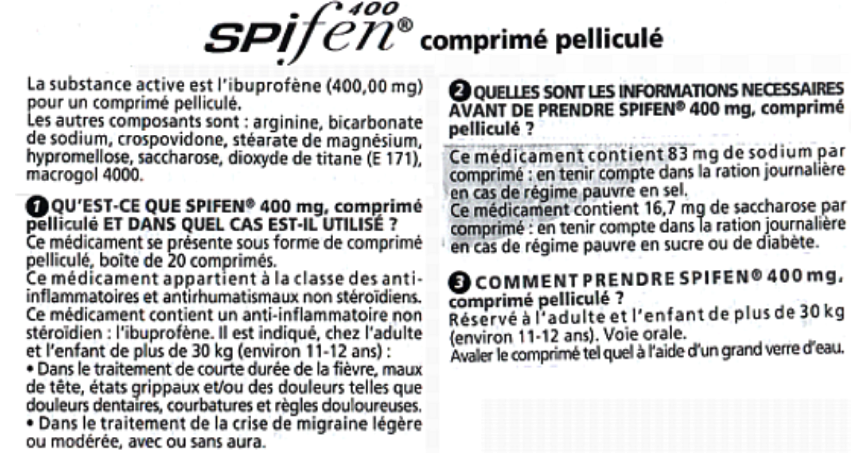 SPifen® 400 comprimé pelliculé
La substance active est l'ibuprofène (400,00 mg)
pour un comprimé pelliculé.
Les autres composants sont : arginine, bicarbonate
de sodium, crospovidone, stéarate de magnésium,
hypromellose, saccharose, dioxyde de titane (E 171),
macrogol 4000.
1 QU'EST-CE QUE SPIFEN® 400 mg, comprimé
pelliculé ET DANS QUEL CAS EST-IL UTILISÉ ?
Ce médicament se présente sous forme de comprimé
pelliculé, boîte de 20 comprimés.
Ce médicament appartient à la classe des anti-
inflammatoires et antirhumatismaux non stéroïdiens.
Ce médicament contient un anti-inflammatoire non
stéroïdien : l'ibuprofène. Il est indiqué, chez l'adulte
et l'enfant de plus de 30 kg (environ 11-12 ans) :
• Dans le traitement de courte durée de la fièvre, maux
de tête, états grippaux et/ou des douleurs telles que
douleurs dentaires, courbatures et règles douloureuses.
• Dans le traitement de la crise de migraine légère
ou modérée, avec ou sans aura.
2 QUELLES SONT LES INFORMATIONS NECESSAIRES
AVANT DE PRENDRE SPIFEN® 400 mg, comprimé
pelliculé ?
Ce médicament contient 83 mg de sodium par
comprimé : en tenir compte dans la ration journalière
en cas de régime pauvre en sel.
Ce médicament contient 16,7 mg de saccharose par
comprimé : en tenir compte dans la ration journalière
en cas de régime pauvre en sucre ou de diabète.
3 COMMENT PRENDRE SPIFEN® 400 mg,
comprimé pelliculé ?
Réservé à l'adulte et l'enfant de plus de 30 kg
(environ 11-12 ans). Voie orale.
Avaler le comprimé tel quel à l'aide d'un grand verre d'eau.